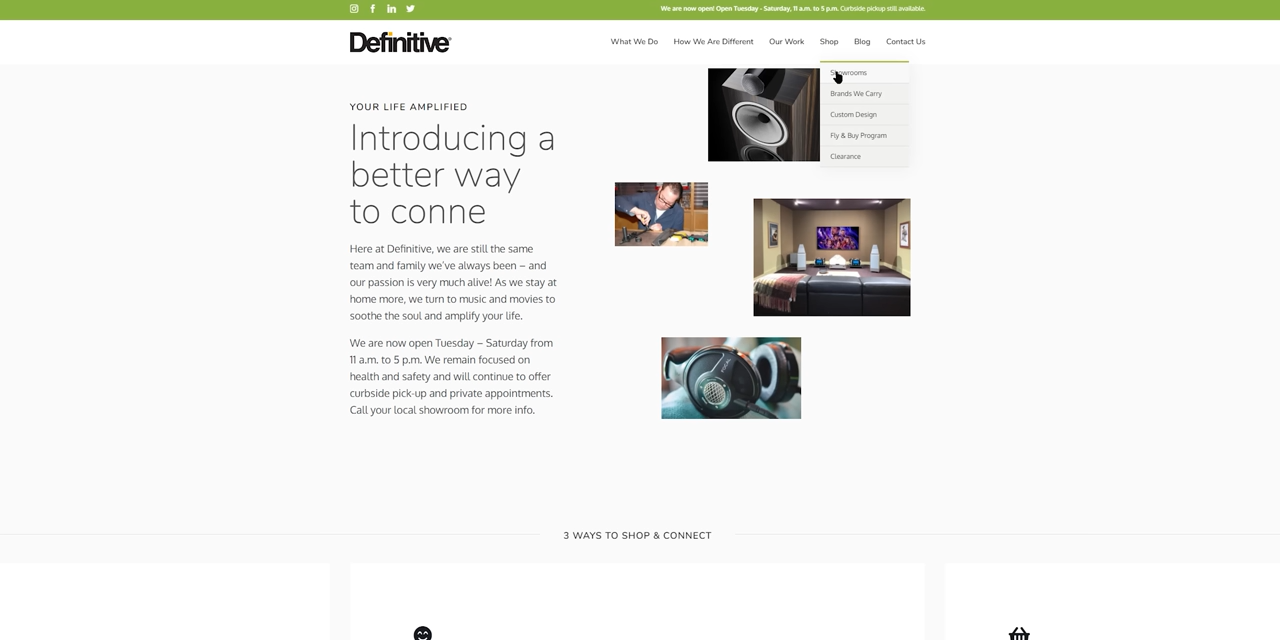 We are now open! Open Tuesday - Saturday, 11 a.m. to 5 p.m. Curbside pickup still available.
Definitive®
What We Do
How We Are Different
Our Work
Shop
Blog
Contact Us
Showrooms
Brands We Carry
Custom Design
Fly & Buy Program
Clearance
YOUR LIFE AMPLIFIED
Introducing a
better way
to conne
Here at Definitive, we are still the same
team and family we've always been – and
our passion is very much alive! As we stay at
home more, we turn to music and movies to
soothe the soul and amplify your life.
We are now open Tuesday – Saturday from
11 a.m. to 5 p.m. We remain focused on
health and safety and will continue to offer
curbside pick-up and private appointments.
Call your local showroom for more info.
FOCAL
3 WAYS TO SHOP & CONNECT